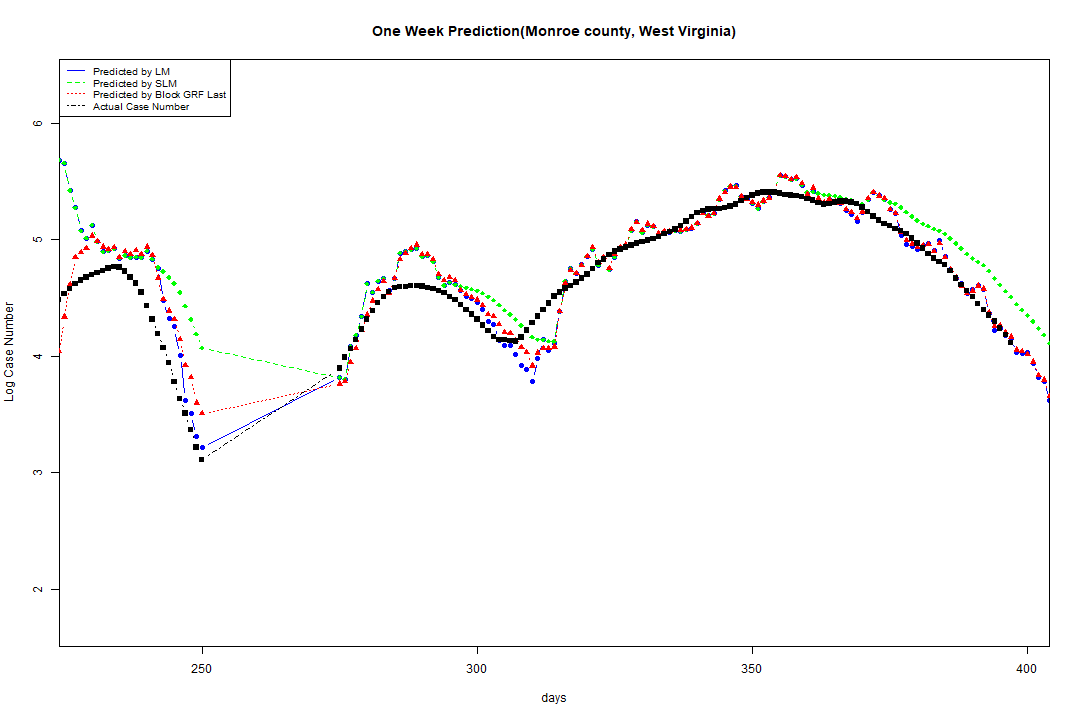 One Week Prediction(Monroe county, West Virginia)
Predicted by LM
Predicted by SLM
Predicted by Block GRF Last
Actual Case Number
6
5
4
3
2
Log Case Number
250 300 350 400
days